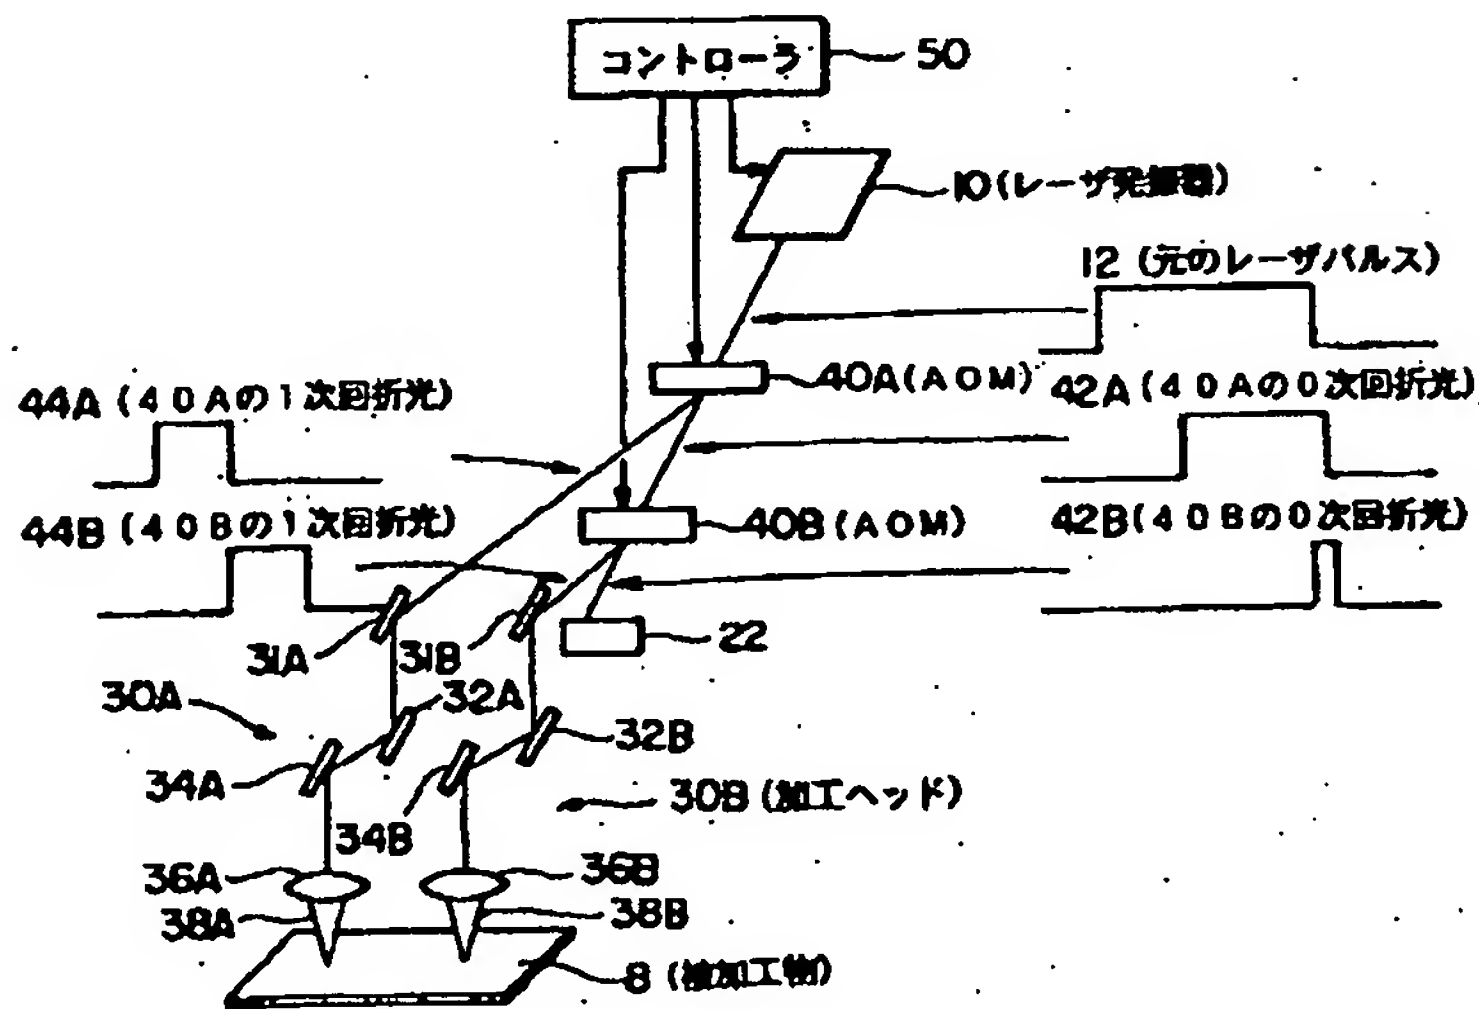 コントローラ
50
10(レーザ発振器)
12 (元のレーザパルス)
40A(AOM)
42A (40Aの0次回折光)
44A (40Aの1次回折光)
44B (40Bの1次回折光)
40B(AOM)
42B(40Bの0次回折光)
31A
31B
22
30A
32A
32B
34A
34B
30B (加工ヘッド)
36A
36B
38A
38B
8 (被加工物)